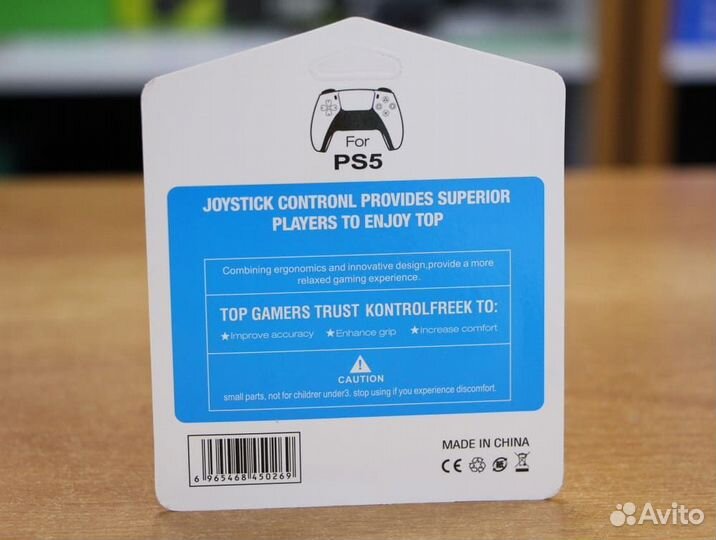 For
PS5
JOYSTICK CONTRONL PROVIDES SUPERIOR
PLAYERS TO ENJOY TOP
Combining ergonomics and innovative design,provide a more
relaxed gaming experience.
TOP GAMERS TRUST KONTROLFREEK TO:
★Improve accuracy ★Enhance grip ★Increase comfort
CAUTION
small parts, not for childrer under3. stop using if you experience discomfort.
6 965468 450269
MADE IN CHINA
CE
Avito